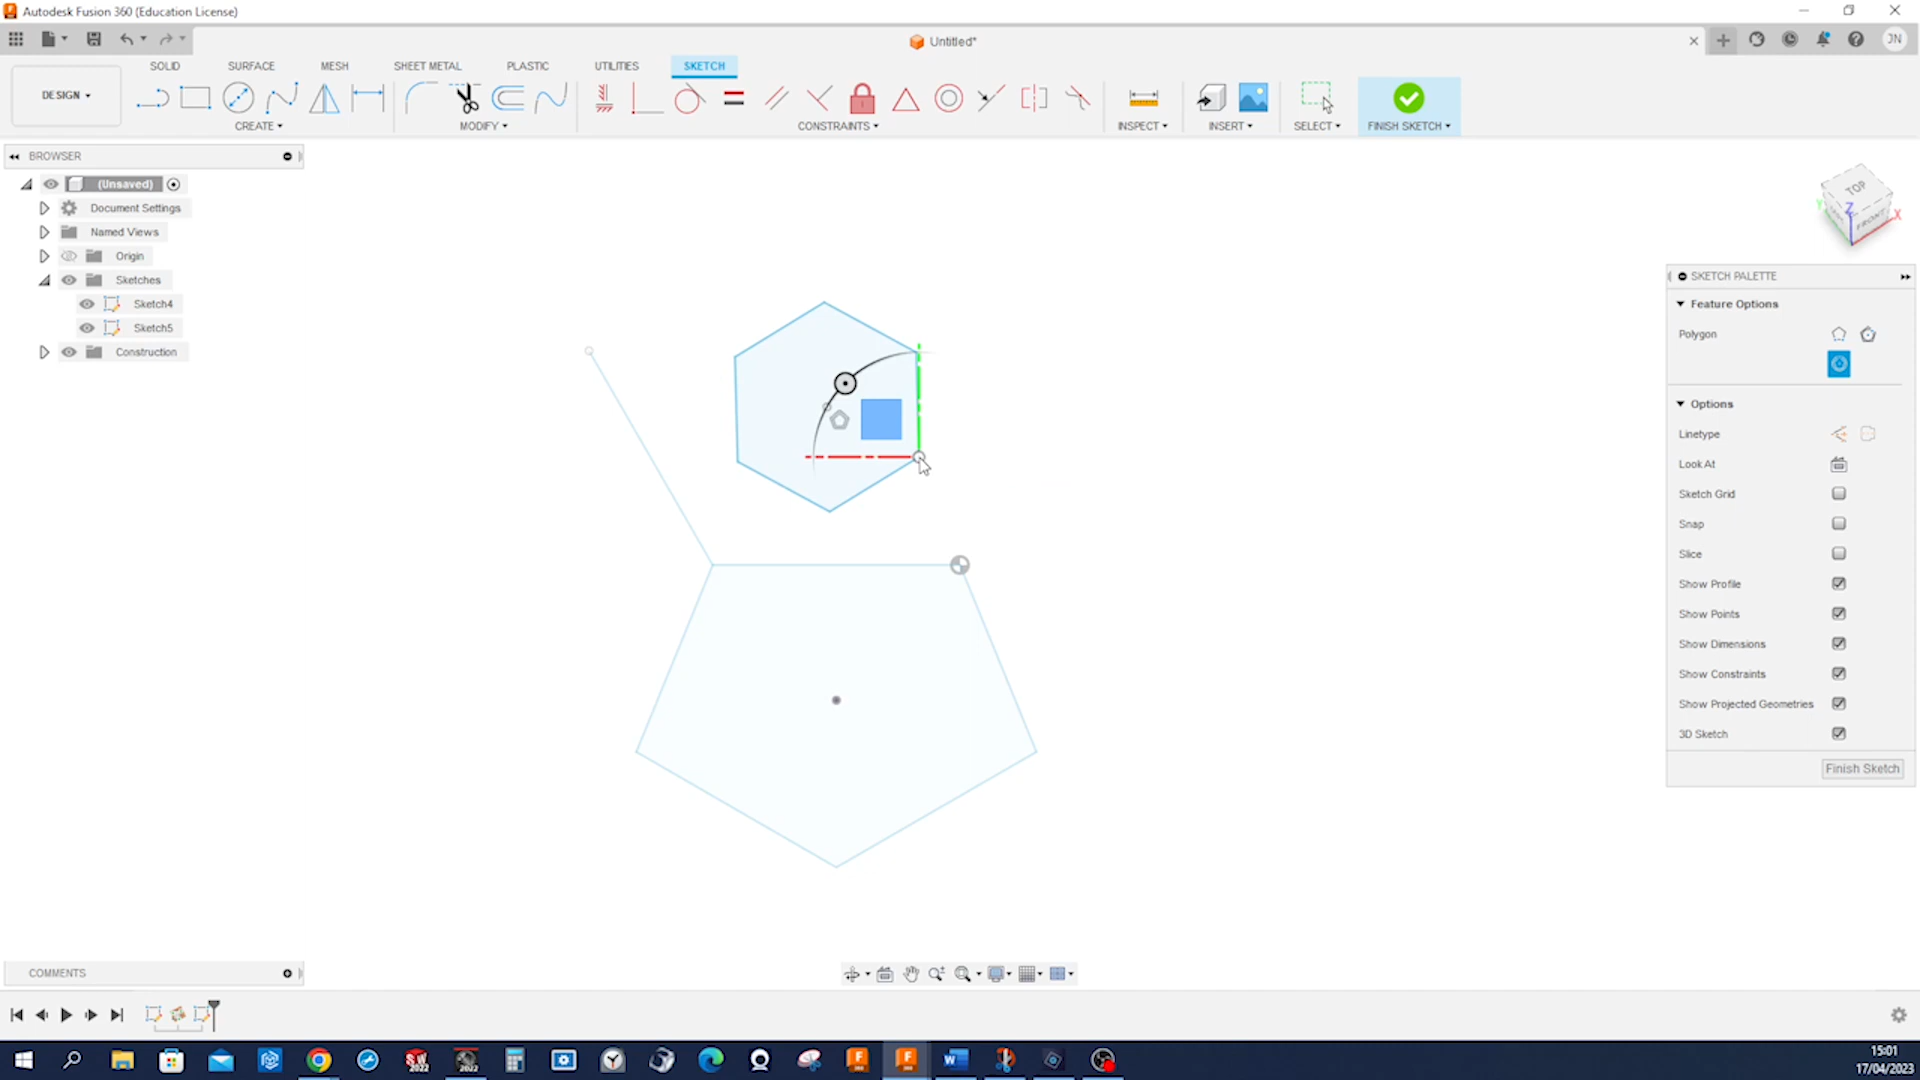 Autodesk Fusion 360 (Education License)
Untitled*
JN
SOLID
SURFACE
MESH
SHEET METAL
PLASTIC
UTILITIES
SKETCH
DESIGN
CREATE
MODIFY
CONSTRAINTS
INSPECT
INSERT
SELECT
FINISH SKETCH
BROWSER
(Unsaved)
Document Settings
Named Views
Origin
Sketches
Sketch4
Sketch5
Construction
TOP
FRONT
X
Y
Z
SKETCH PALETTE
Feature Options
Polygon
Options
Linetype
Look At
Sketch Grid
Snap
Slice
Show Profile
Show Points
Show Dimensions
Show Constraints
Show Projected Geometries
3D Sketch
Finish Sketch
COMMENTS
15:01
17/04/2023